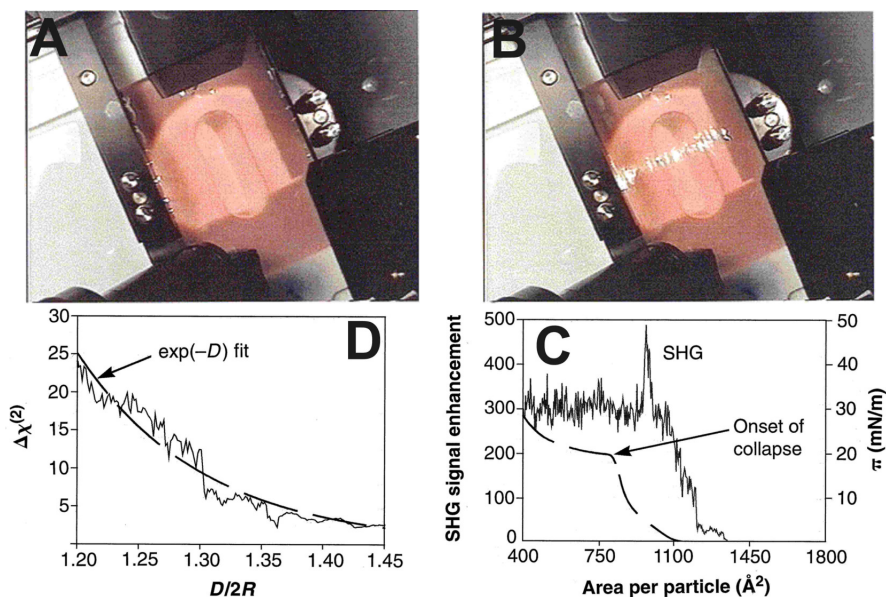 A
B
30
25
20
15
10
5
Δχ(2)
exp(−D) fit
D
1.20
1.25
1.30
1.35
1.40
1.45
D/2R
500
400
300
200
100
0
SHG signal enhancement
C
SHG
Onset of
collapse
50
40
30
20
10
π (mN/m)
400
750
1100
1450
1800
Area per particle (Å2)